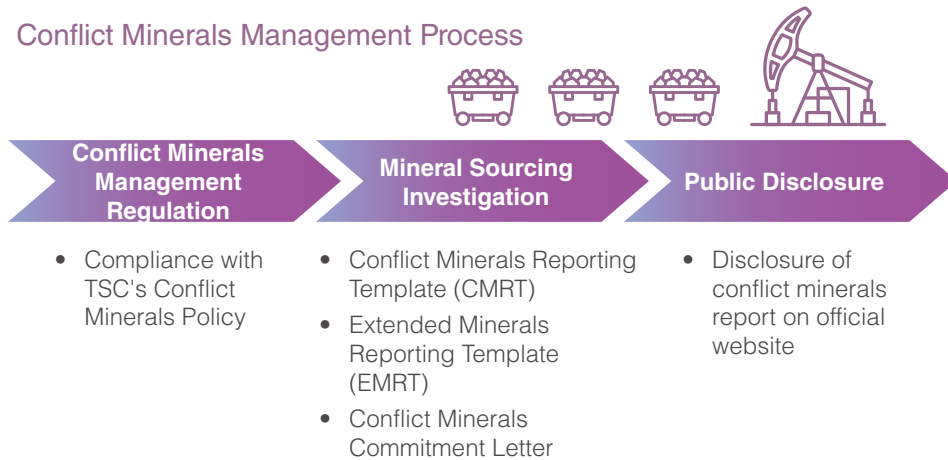 Conflict Minerals Management Process
Conflict Minerals
Management
Regulation
Mineral Sourcing
Investigation
Public Disclosure
• Compliance with
TSC's Conflict
Minerals Policy
• Conflict Minerals Reporting
Template (CMRT)
• Extended Minerals
Reporting Template
(EMRT)
• Conflict Minerals
Commitment Letter
• Disclosure of
conflict minerals
report on official
website